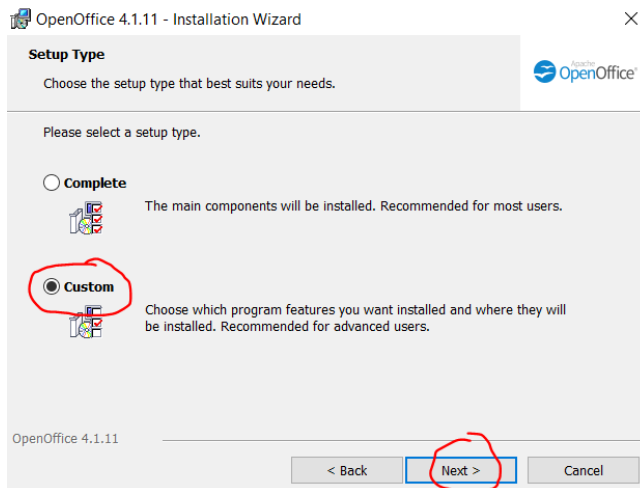 OpenOffice 4.1.11 - Installation Wizard
Setup Type
Choose the setup type that best suits your needs.
Apache
OpenOffice
Please select a setup type.
Complete
The main components will be installed. Recommended for most users.
Custom
Choose which program features you want installed and where they will
be installed. Recommended for advanced users.
OpenOffice 4.1.11
< Back
Next >
Cancel